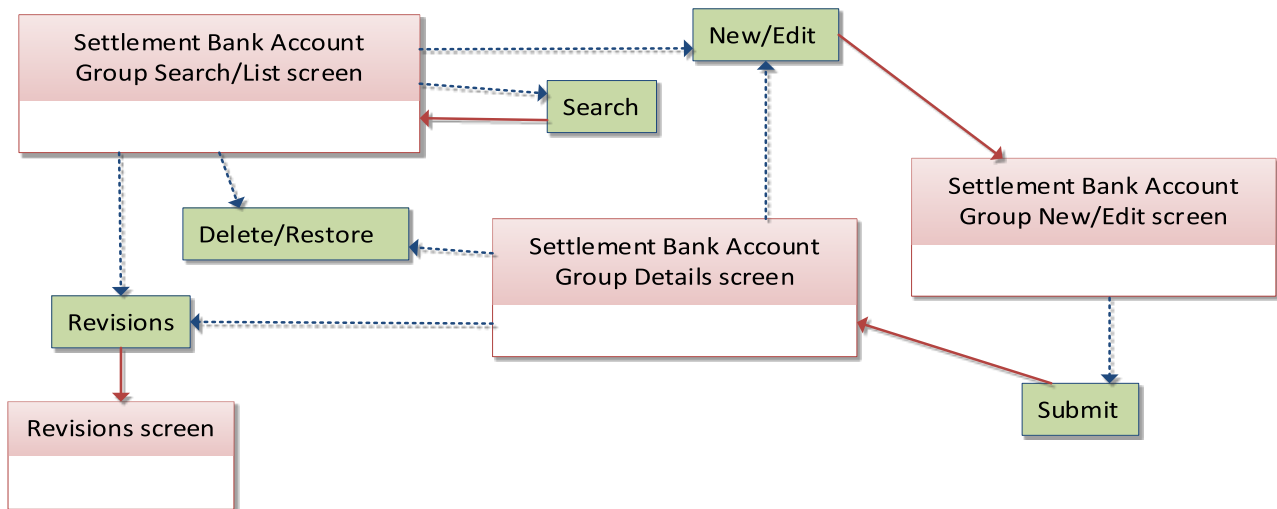 Settlement Bank Account
Group Search/List screen
New/Edit
Search
Settlement Bank Account
Group New/Edit screen
Delete/Restore
Settlement Bank Account
Group Details screen
Revisions
Submit
Revisions screen